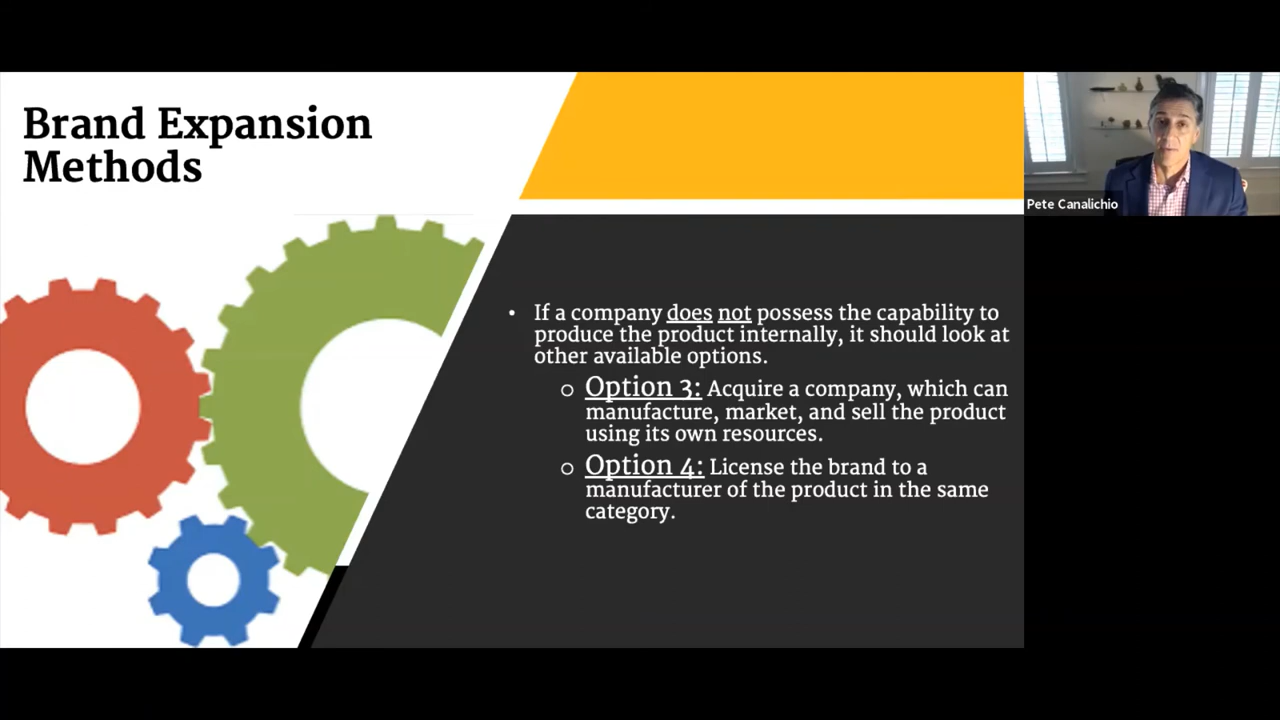 Brand Expansion
Methods
Pete Canalichio
• If a company does not possess the capability to
produce the product internally, it should look at
other available options.
o Option 3: Acquire a company, which can
manufacture, market, and sell the product
using its own resources.
o Option 4: License the brand to a
manufacturer of the product in the same
category.